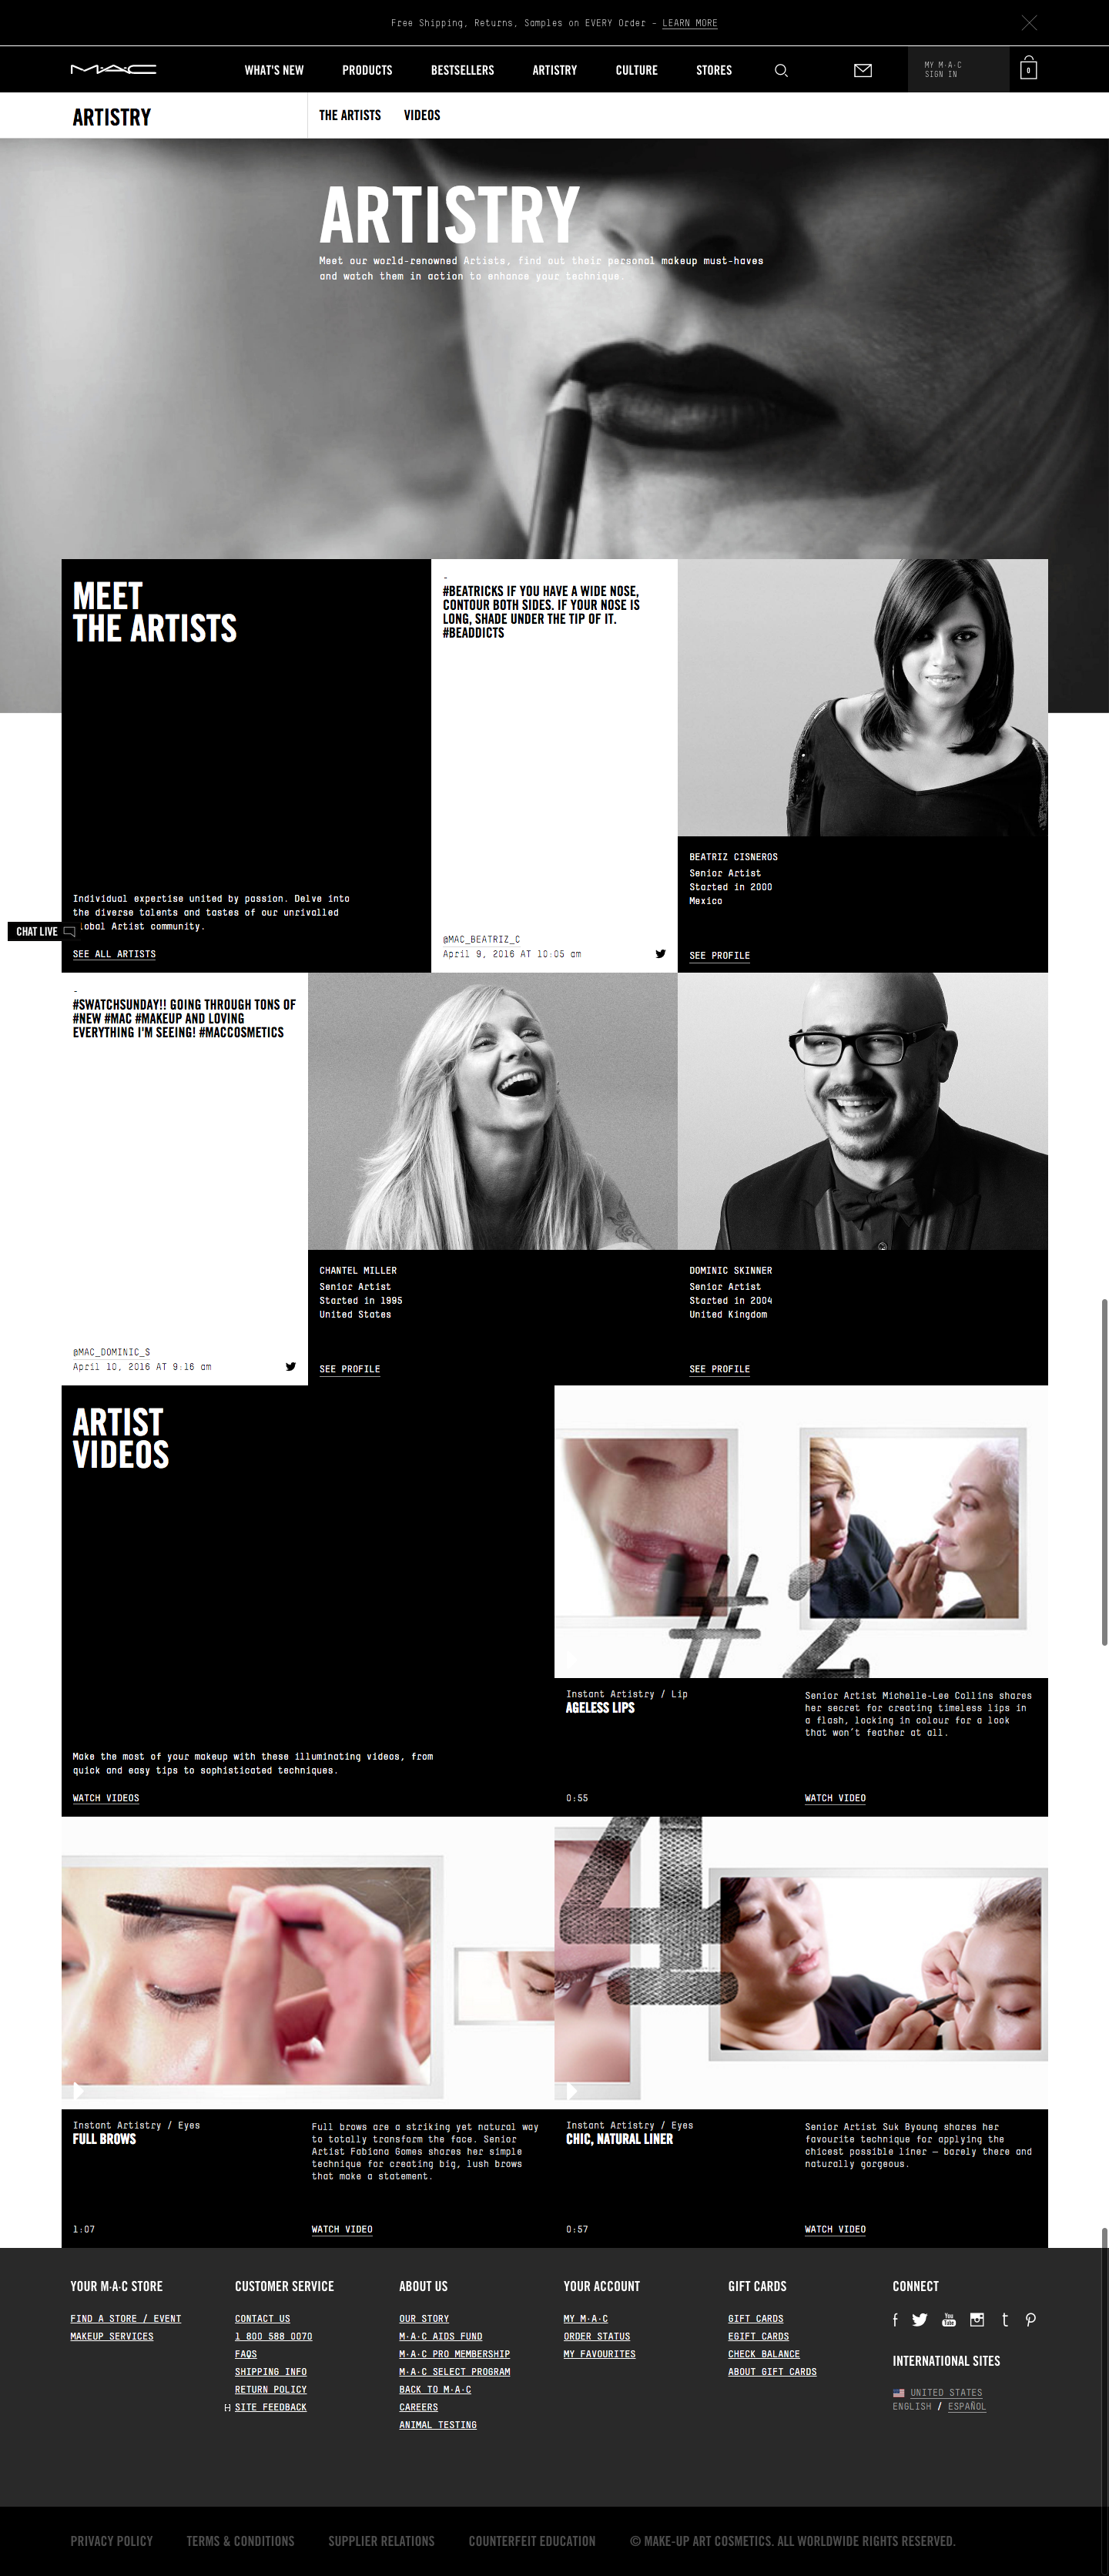 Free Shipping, Returns, Samples on EVERY Order - LEARN MORE
M·A·C
WHAT'S NEW
PRODUCTS
BESTSELLERS
ARTISTRY
CULTURE
STORES
MY M·A·C
SIGN IN
0
ARTISTRY
THE ARTISTS
VIDEOS
ARTISTRY
Meet our world-renowned Artists, find out their personal makeup must-haves
and watch them in action to enhance your technique.
MEET
THE ARTISTS
Individual expertise united by passion. Delve into
the diverse talents and tastes of our unrivalled
lobal Artist community.
SEE ALL ARTISTS
CHAT LIVE
-
#BEATRICKS IF YOU HAVE A WIDE NOSE,
CONTOUR BOTH SIDES. IF YOUR NOSE IS
LONG, SHADE UNDER THE TIP OF IT.
#BEADDICTS
@MAC_BEATRIZ_C
April 9, 2016 AT 10:05 am
BEATRIZ CISNEROS
Senior Artist
Started in 2000
Mexico
SEE PROFILE
-
#SWATCHSUNDAY!! GOING THROUGH TONS OF
#NEW #MAC #MAKEUP AND LOVING
EVERYTHING I'M SEEING! #MACCOSMETICS
@MAC_DOMINIC_S
April 10, 2016 AT 9:16 am
CHANTEL MILLER
Senior Artist
Started in 1995
United States
SEE PROFILE
DOMINIC SKINNER
Senior Artist
Started in 2004
United Kingdom
SEE PROFILE
ARTIST
VIDEOS
Make the most of your makeup with these illuminating videos, from
quick and easy tips to sophisticated techniques.
WATCH VIDEOS
#2
Instant Artistry / Lip
AGELESS LIPS
0:55
Senior Artist Michelle-Lee Collins shares
her secret for creating timeless lips in
a flash, locking in colour for a look
that won't feather at all.
WATCH VIDEO
4
Instant Artistry / Eyes
FULL BROWS
1:07
Full brows are a striking yet natural way
to totally transform the face. Senior
Artist Fabiana Gomes shares her simple
technique for creating big, lush brows
that make a statement.
WATCH VIDEO
Instant Artistry / Eyes
CHIC, NATURAL LINER
0:57
Senior Artist Suk Byoung shares her
favourite technique for applying the
chicest possible liner – barely there and
naturally gorgeous.
WATCH VIDEO
YOUR M·A·C STORE
FIND A STORE / EVENT
MAKEUP SERVICES
CUSTOMER SERVICE
CONTACT US
1 800 588 0070
FAQS
SHIPPING INFO
RETURN POLICY
H SITE FEEDBACK
ABOUT US
OUR STORY
M·A·C AIDS FUND
M·A·C PRO MEMBERSHIP
M·A·C SELECT PROGRAM
BACK TO M·A·C
CAREERS
ANIMAL TESTING
YOUR ACCOUNT
MY M·A·C
ORDER STATUS
MY FAVOURITES
GIFT CARDS
GIFT CARDS
EGIFT CARDS
CHECK BALANCE
ABOUT GIFT CARDS
CONNECT
INTERNATIONAL SITES
UNITED STATES
ENGLISH / ESPAÑOL
PRIVACY POLICY
TERMS & CONDITIONS
SUPPLIER RELATIONS
COUNTERFEIT EDUCATION
© MAKE-UP ART COSMETICS. ALL WORLDWIDE RIGHTS RESERVED.